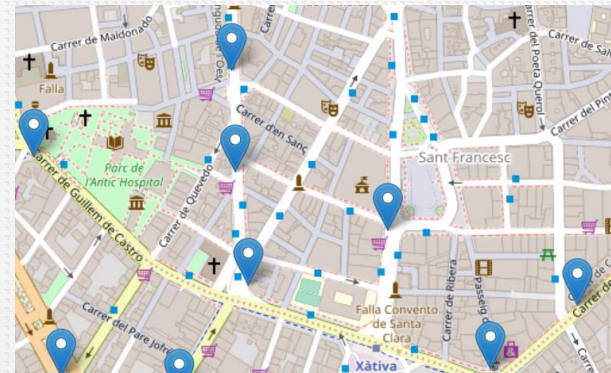 Carrer de Maldonado
Falla
Carrer d'en Sanç
Carrer del Poeta Querol
Sant Francesc
Parc de
l'Antic Hospital
Carrer de Quevedo
Carrer de Guillem de Castro
Falla Convento
de Santa
Clara
Carrer de Ribera
Carrer del Pare Jofré
Xàtiva